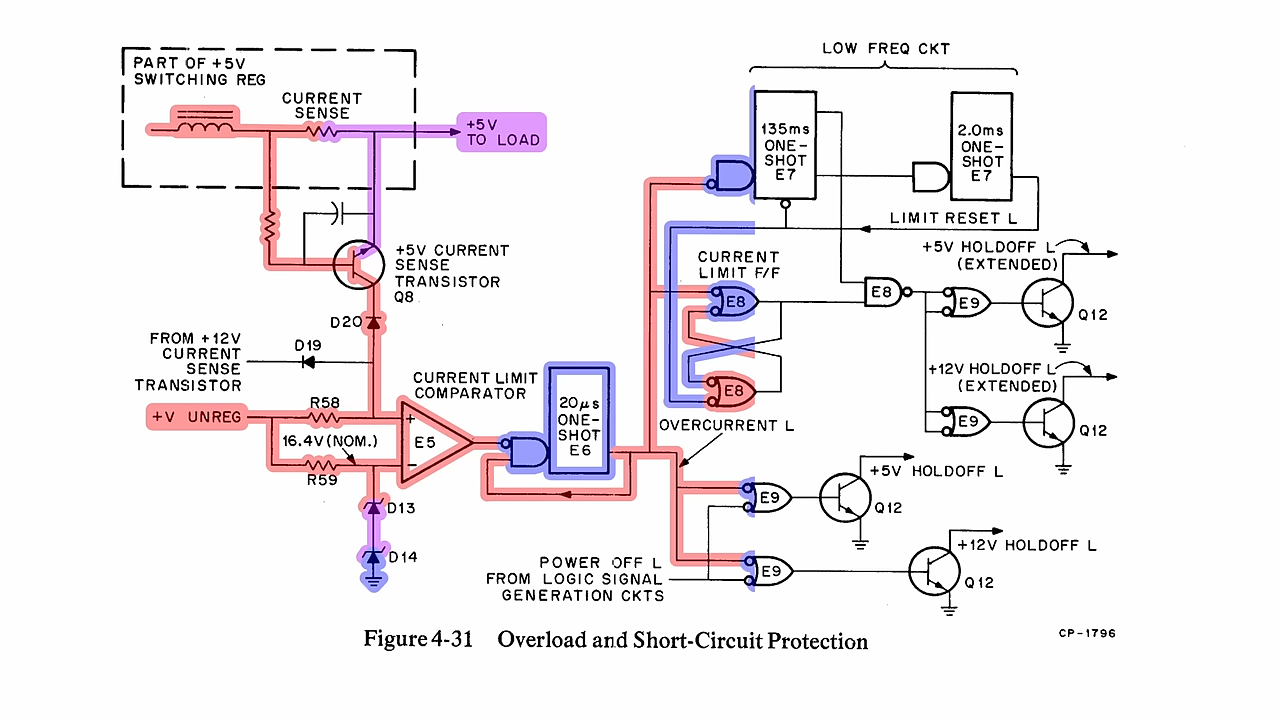 LOW FREQ CKT
PART OF +5V
SWITCHING REG
CURRENT
SENSE
+5V
TO LOAD
135ms
ONE-
SHOT
E7
2.0ms
ONE-
SHOT
E7
LIMIT RESET L
+5V CURRENT
SENSE
TRANSISTOR
Q8
CURRENT
LIMIT F/F
+5V HOLDOFF L
(EXTENDED)
E8
E8
E9
Q12
D20
FROM +12V
CURRENT
SENSE
TRANSISTOR
D19
CURRENT LIMIT
COMPARATOR
+12V HOLDOFF L
(EXTENDED)
E8
E9
Q12
+V UNREG
R58
16.4V (NOM.)
R59
+
E5
−
20μs
ONE-
SHOT
E6
OVERCURRENT L
+5V HOLDOFF L
E9
Q12
D13
D14
+12V HOLDOFF L
E9
Q12
POWER OFF L
FROM LOGIC SIGNAL
GENERATION CKTS
Figure 4-31 Overload and Short-Circuit Protection
CP-1796